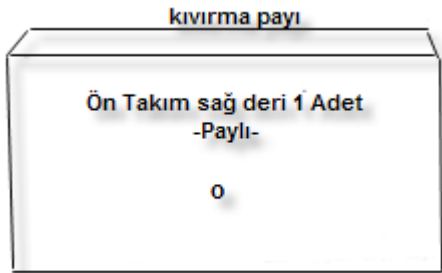 kıvırma payı
Ön Takım sağ deri 1 Adet
-Paylı-
o